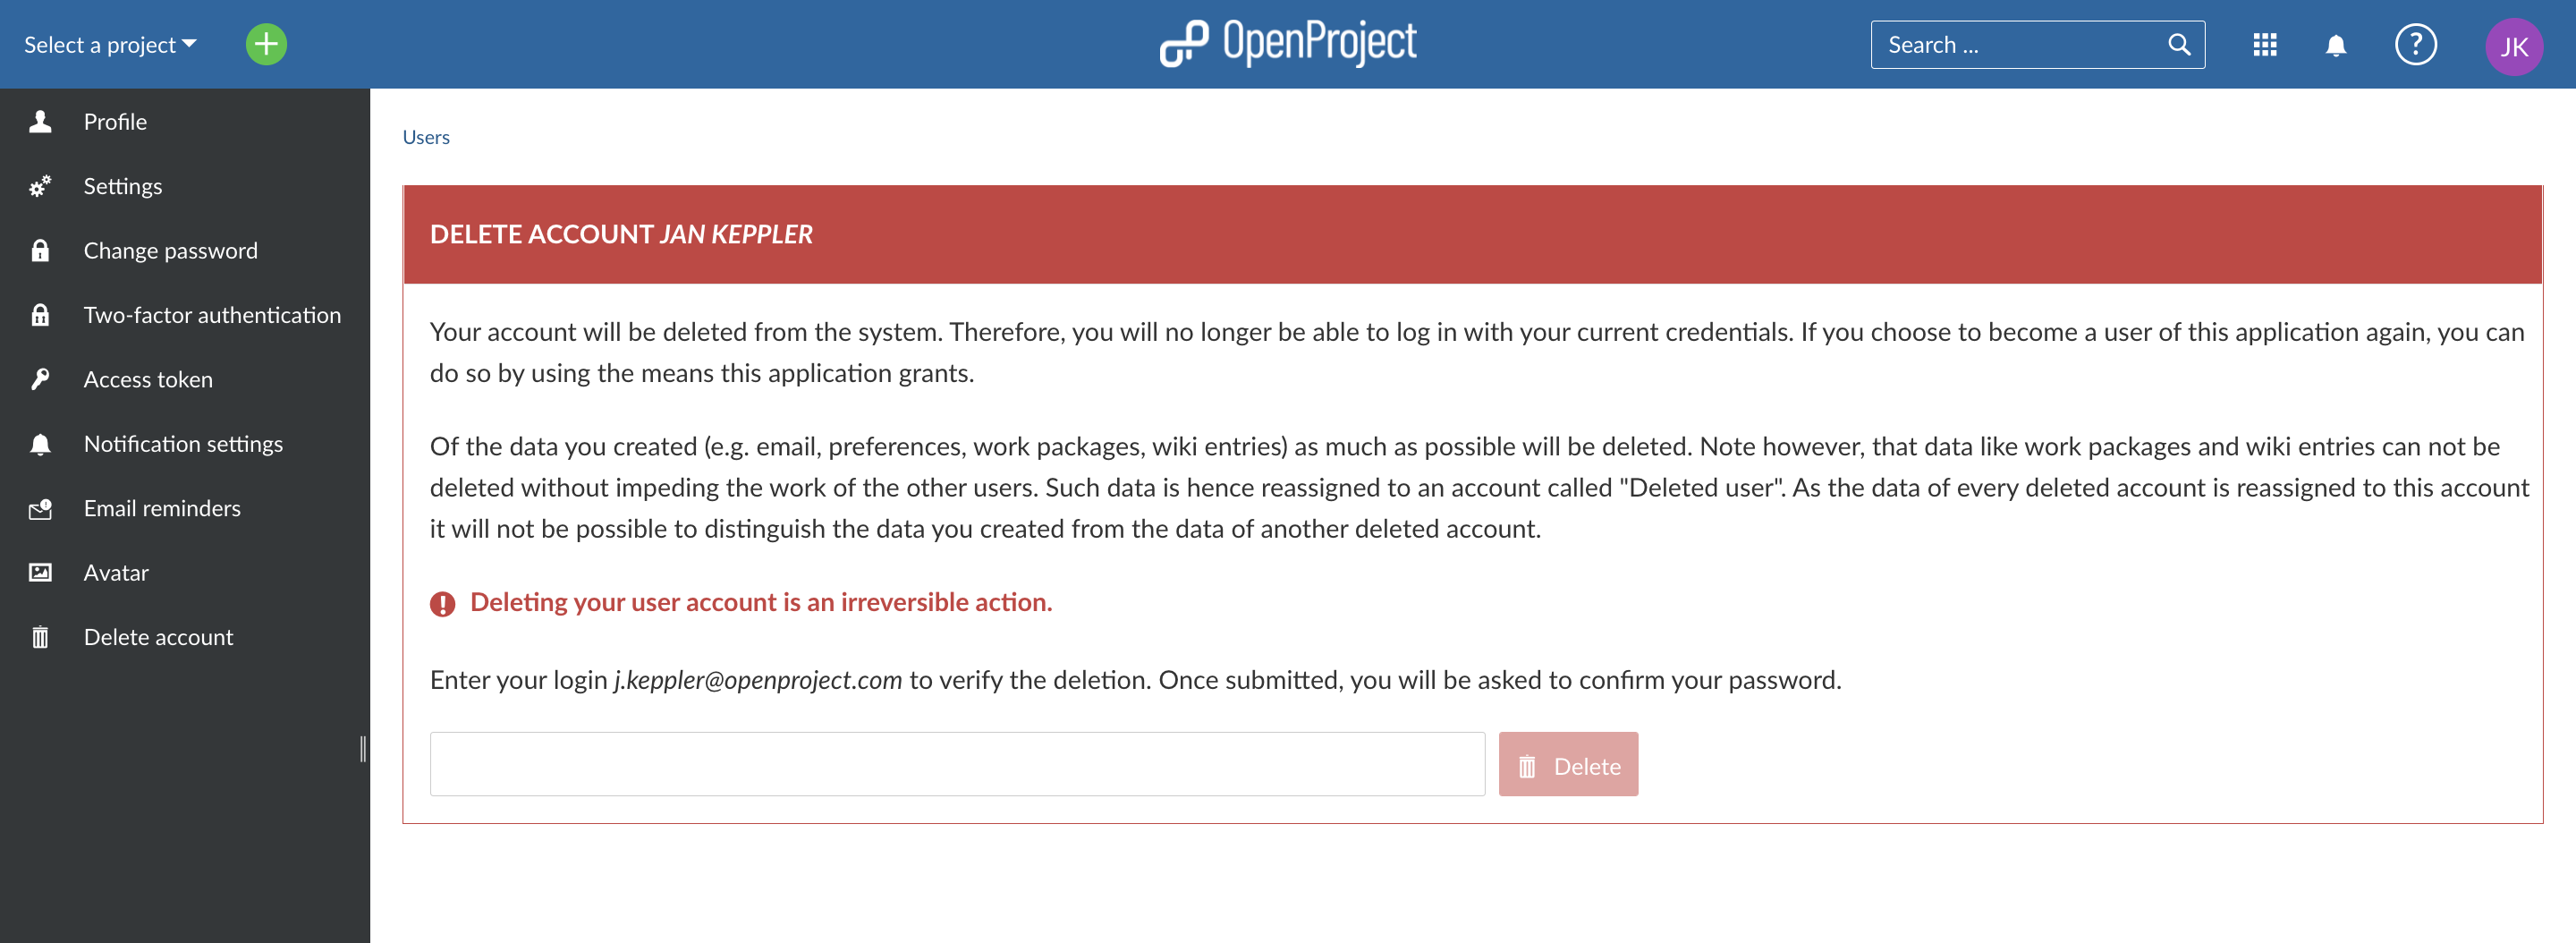 Select a project
OpenProject
Search ...
?
JK
Profile
Settings
Change password
Two-factor authentication
Access token
Notification settings
Email reminders
Avatar
Delete account
Users
DELETE ACCOUNT JAN KEPPLER
Your account will be deleted from the system. Therefore, you will no longer be able to log in with your current credentials. If you choose to become a user of this application again, you can
do so by using the means this application grants.
Of the data you created (e.g. email, preferences, work packages, wiki entries) as much as possible will be deleted. Note however, that data like work packages and wiki entries can not be
deleted without impeding the work of the other users. Such data is hence reassigned to an account called "Deleted user". As the data of every deleted account is reassigned to this account
it will not be possible to distinguish the data you created from the data of another deleted account.
Deleting your user account is an irreversible action.
Enter your login j.keppler@openproject.com to verify the deletion. Once submitted, you will be asked to confirm your password.
Delete